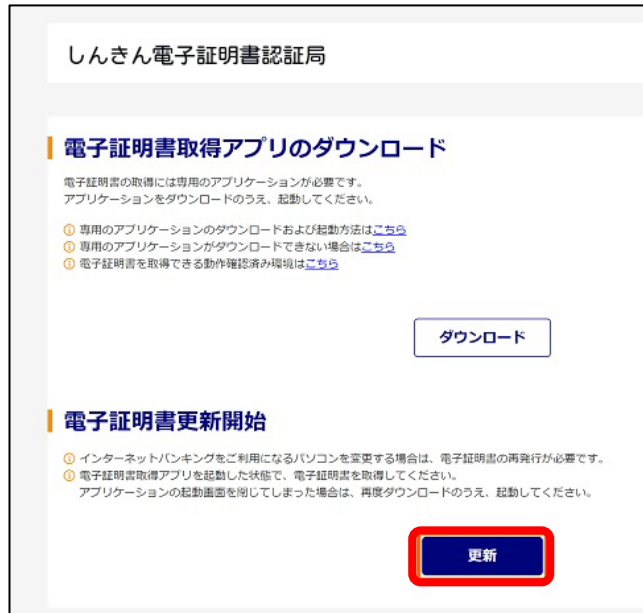 しんきん電子証明書認証局
電子証明書取得アプリのダウンロード
電子証明書の取得には専用のアプリケーションが必要です。
アプリケーションをダウンロードのうえ、起動してください。
専用のアプリケーションのダウンロードおよび起動方法はこちら
専用のアプリケーションがダウンロードできない場合はこちら
電子証明書を取得できる動作確認済み環境はこちら
ダウンロード
電子証明書更新開始
インターネットバンキングをご利用になるパソコンを変更する場合は、電子証明書の再発行が必要です。
電子証明書取得アプリを起動した状態で、電子証明書を取得してください。
アプリケーションの起動画面を閉じてしまった場合は、再度ダウンロードのうえ、起動してください。
更新